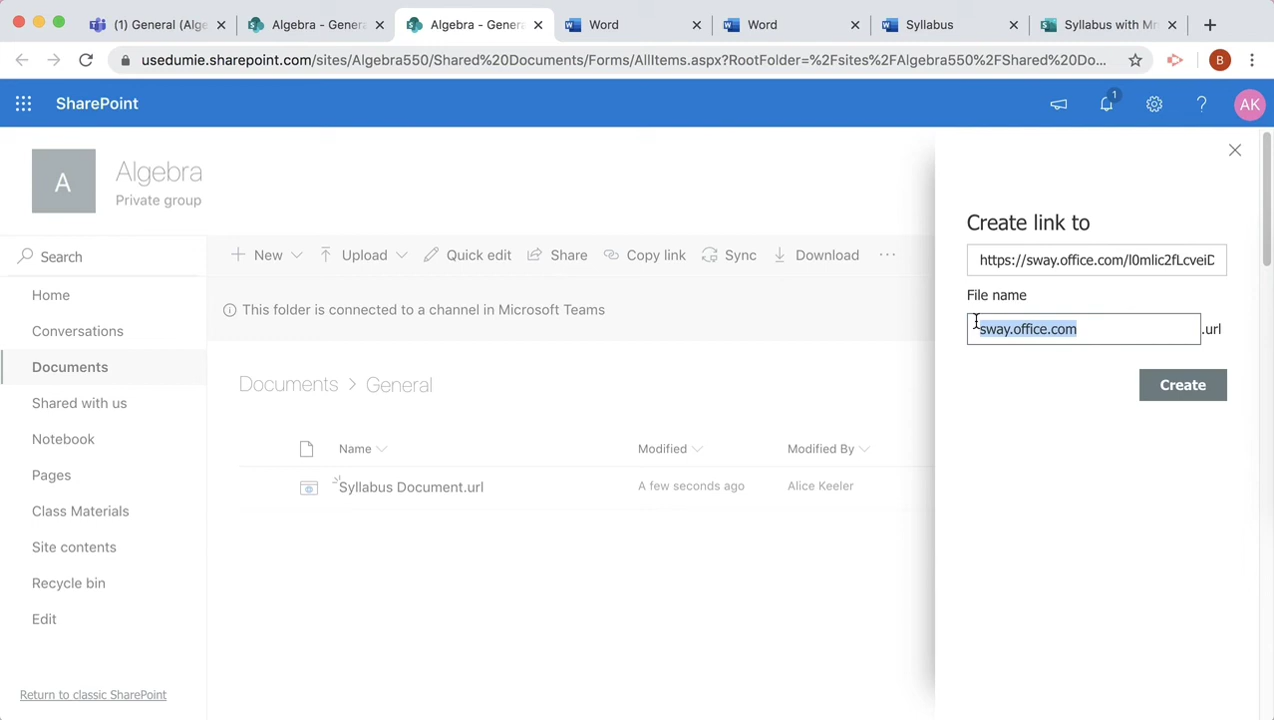 (1) General (Alge
Algebra - Genera
Algebra - Genera
Word
Word
Syllabus
Syllabus with Mr
usedumie.sharepoint.com/sites/Algebra550/Shared%20Documents/Forms/AllItems.aspx?RootFolder=%2Fsites%2FAlgebra550%2FShared%20Do...
B
SharePoint
1
?
AK
A
Algebra
Private group
Search
Home
Conversations
Documents
Shared with us
Notebook
Pages
Class Materials
Site contents
Recycle bin
Edit
Return to classic SharePoint
New
Upload
Quick edit
Share
Copy link
Sync
Download
...
This folder is connected to a channel in Microsoft Teams
Documents > General
Name
Modified
Modified By
Syllabus Document.url
A few seconds ago
Alice Keeler
Create link to
https://sway.office.com/l0mlic2fLcveiD
File name
sway.office.com
.url
Create